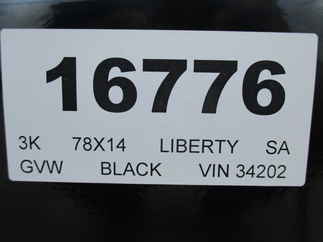 16776
3K 78X14 LIBERTY SA
GVW BLACK VIN 34202